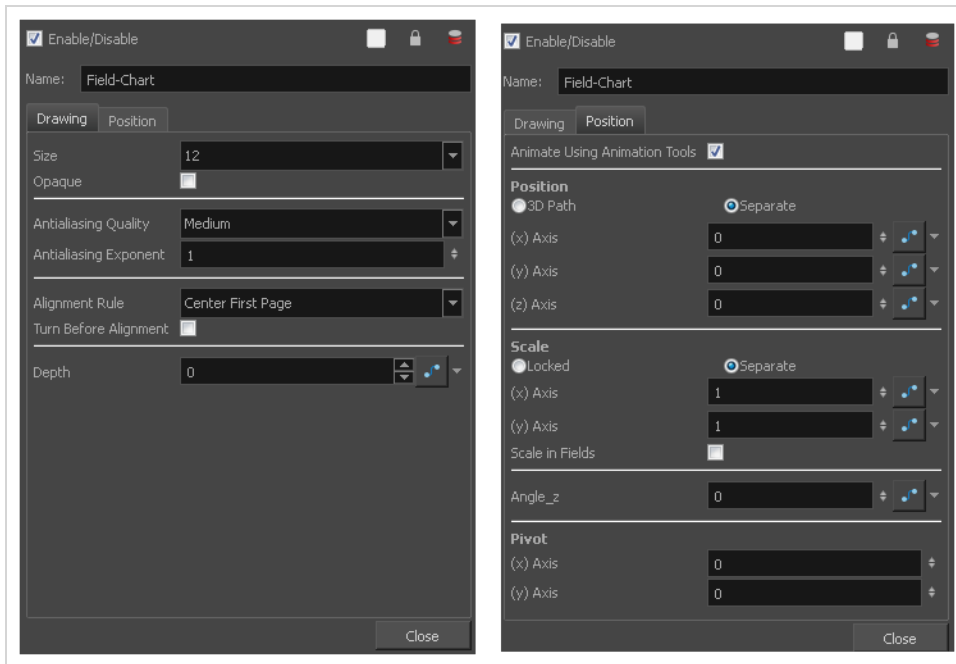 Enable/Disable
Name: Field-Chart
Drawing Position
Size 12
Opaque
Antialiasing Quality Medium
Antialiasing Exponent 1
Alignment Rule Center First Page
Turn Before Alignment
Depth 0
Close
Enable/Disable
Name: Field-Chart
Drawing Position
Animate Using Animation Tools
Position
3D Path Separate
(x) Axis 0
(y) Axis 0
(z) Axis 0
Scale
Locked Separate
(x) Axis 1
(y) Axis 1
Scale in Fields
Angle_z 0
Pivot
(x) Axis 0
(y) Axis 0
Close